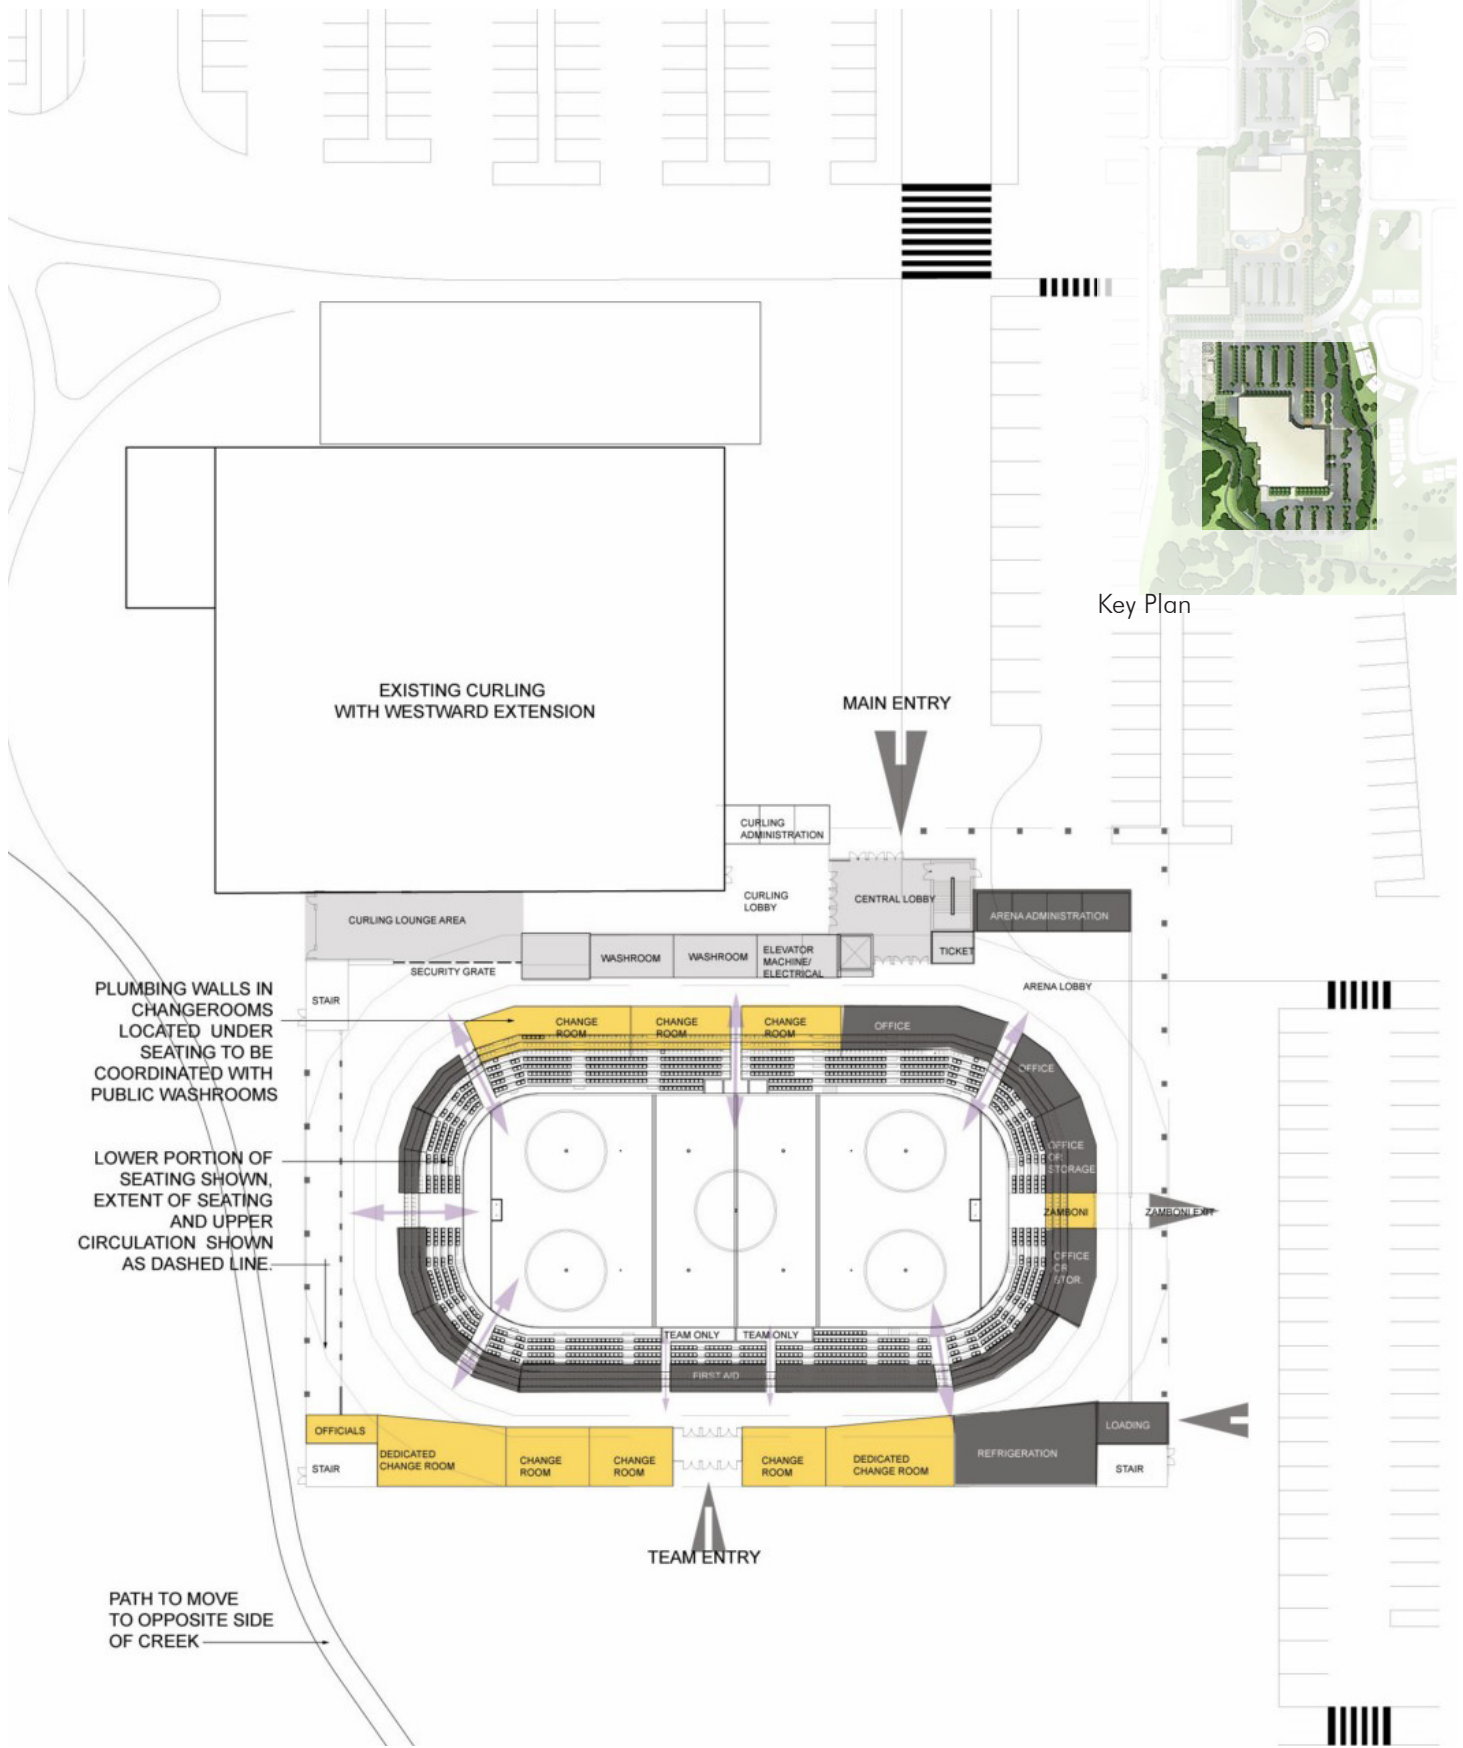 Key Plan
EXISTING CURLING
WITH WESTWARD EXTENSION
MAIN ENTRY
CURLING
ADMINISTRATION
CURLING
LOBBY
CENTRAL LOBBY
CURLING LOUNGE AREA
ARENA ADMINISTRATION
WASHROOM
WASHROOM
ELEVATOR
MACHINE/
ELECTRICAL
TICKET
SECURITY GRATE
ARENA LOBBY
STAIR
PLUMBING WALLS IN
CHANGEROOMS
LOCATED UNDER
SEATING TO BE
COORDINATED WITH
PUBLIC WASHROOMS
CHANGE
ROOM
CHANGE
ROOM
CHANGE
ROOM
OFFICE
OFFICE
OFFICE
OR
STORAGE
LOWER PORTION OF
SEATING SHOWN,
EXTENT OF SEATING
AND UPPER
CIRCULATION SHOWN
AS DASHED LINE.
ZAMBONI
ZAMBONI EXIT
OFFICE
OR
STOR.
TEAM ONLY
TEAM ONLY
FIRST AID
OFFICIALS
STAIR
DEDICATED
CHANGE ROOM
CHANGE
ROOM
CHANGE
ROOM
CHANGE
ROOM
DEDICATED
CHANGE ROOM
REFRIGERATION
LOADING
STAIR
TEAM ENTRY
PATH TO MOVE
TO OPPOSITE SIDE
OF CREEK